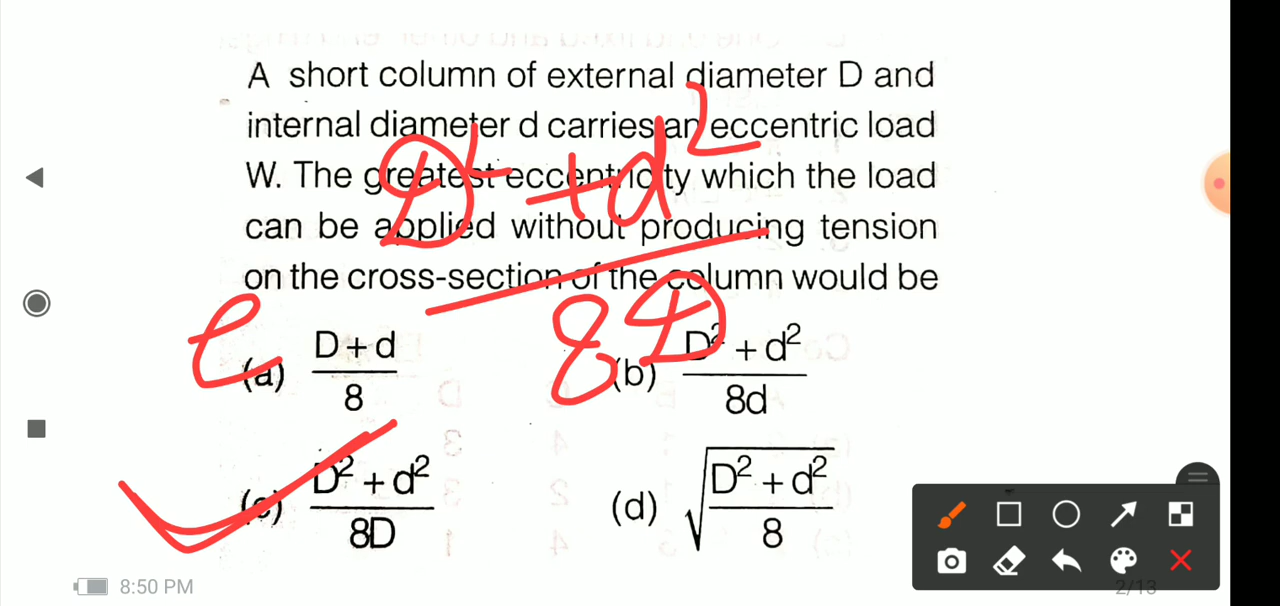 A short column of external diameter D and
internal diameter d carries an eccentric load
W. The greatest eccentricity which the load
can be applied without producing tension
on the cross-section of the column would be
(a) D+d/8 (b) D²+d²/8d
(c) D²+d²/8D (d) √(D²+d²/8)
e D²+d²/8D
8:50 PM
2/13